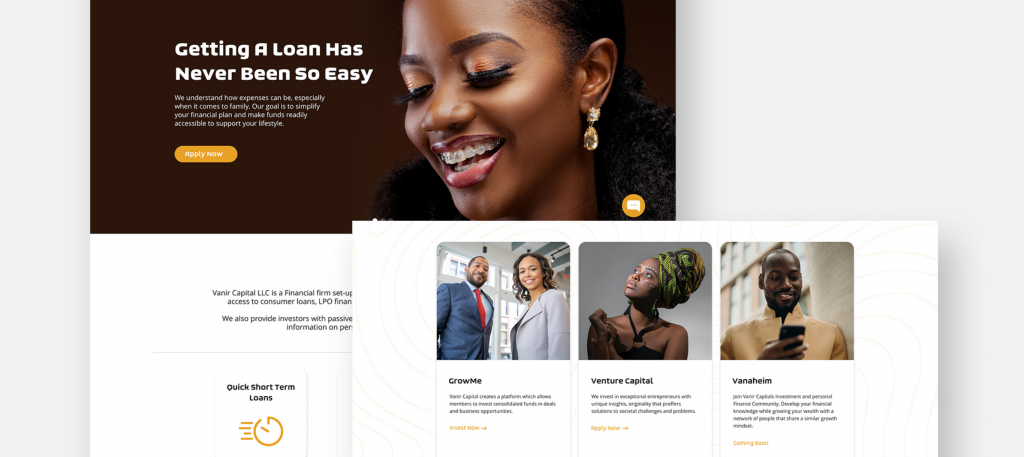 Getting A Loan Has
Never Been So Easy
We understand how expenses can be, especially
when it comes to family. Our goal is to simplify
your financial plan and make funds readily
accessible to support your lifestyle.
Apply Now
Vanir Capital LLC is a Financial firm set-up
access to consumer loans, LPO finan
We also provide investors with passive
information on pers
Quick Short Term
Loans
GrowMe
Vanir Capital creates a platform which allows
members to invest consolidated funds in deals
and business opportunities.
Invest Now →
Venture Capital
We invest in exceptional entrepreneurs with
unique insights, originality that proffers
solutions to societal challenges and problems.
Apply Now →
Vanaheim
Join Vanir Capitals Investment and personal
Finance Community. Develop your financial
knowledge while growing your wealth with a
network of people that share a similar growth
mindset.
Coming Soon